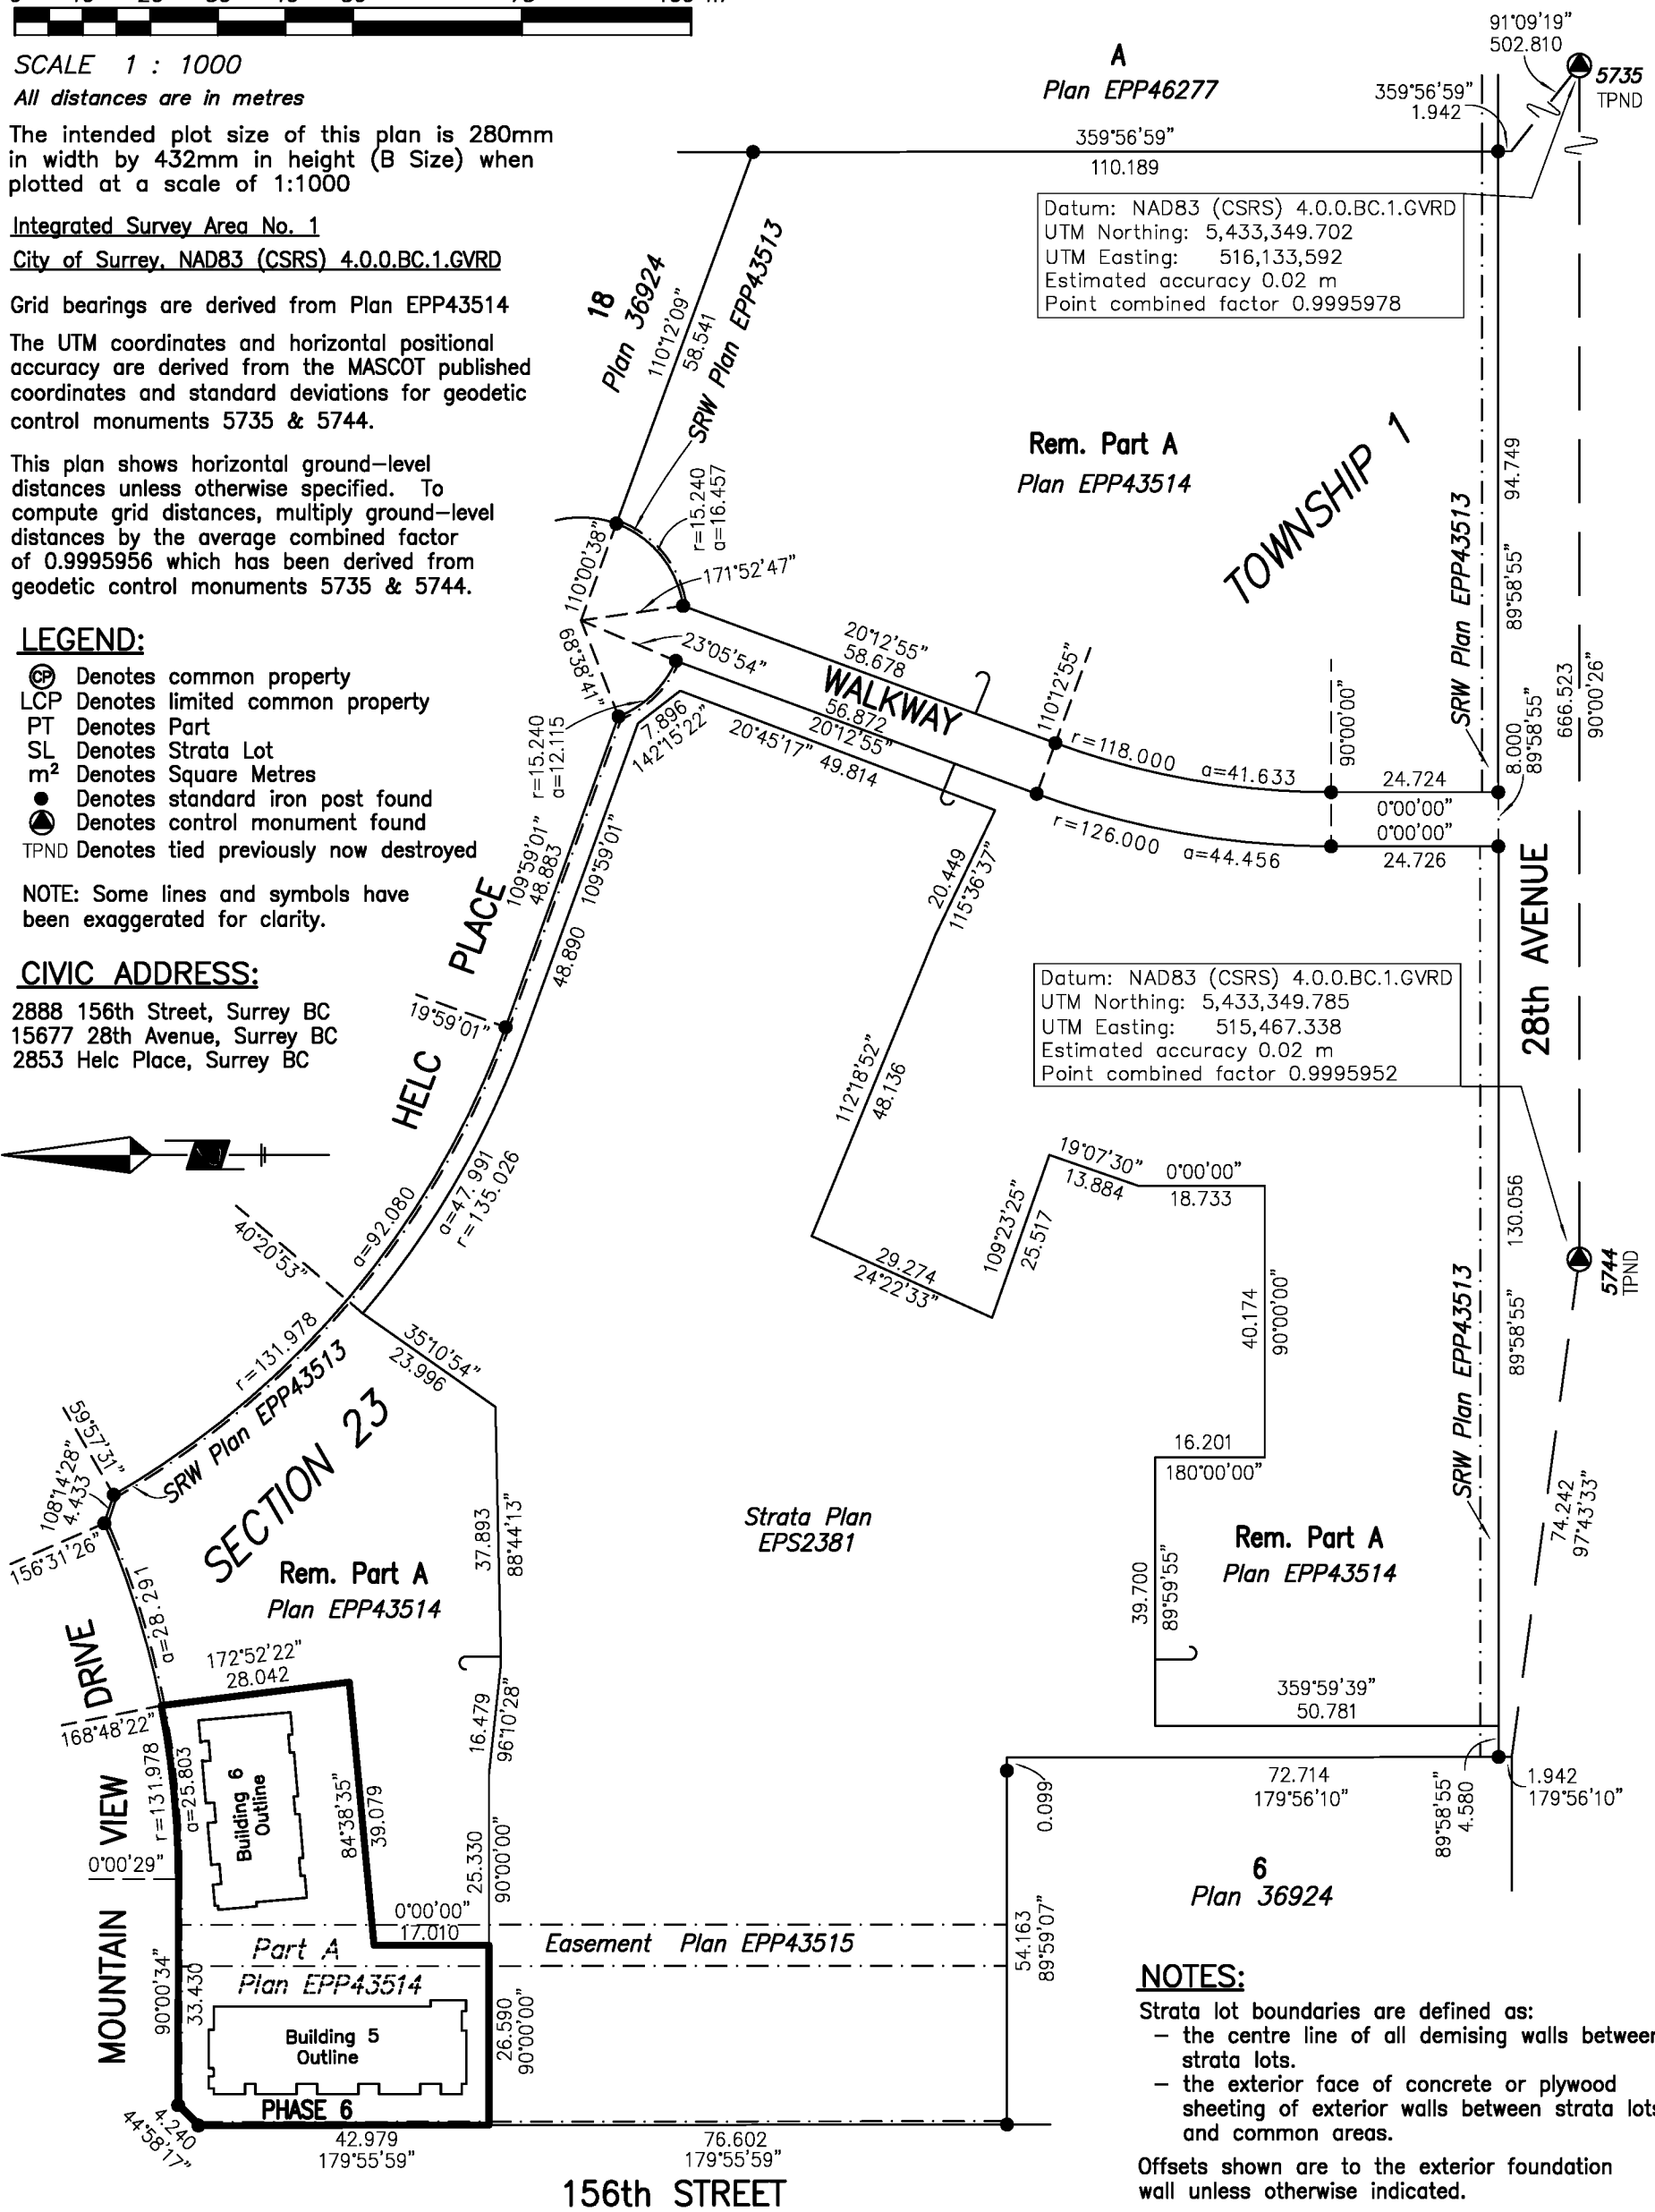 SCALE 1 : 1000
All distances are in metres
The intended plot size of this plan is 280mm
in width by 432mm in height (B Size) when
plotted at a scale of 1:1000
Integrated Survey Area No. 1
City of Surrey, NAD83 (CSRS) 4.0.0.BC.1.GVRD
Grid bearings are derived from Plan EPP43514
The UTM coordinates and horizontal positional
accuracy are derived from the MASCOT published
coordinates and standard deviations for geodetic
control monuments 5735 & 5744.
This plan shows horizontal ground-level
distances unless otherwise specified. To
compute grid distances, multiply ground-level
distances by the average combined factor
of 0.9995956 which has been derived from
geodetic control monuments 5735 & 5744.
LEGEND:
CP Denotes common property
LCP Denotes limited common property
PT Denotes Part
SL Denotes Strata Lot
m² Denotes Square Metres
Denotes standard iron post found
Denotes control monument found
TPND Denotes tied previously now destroyed
NOTE: Some lines and symbols have
been exaggerated for clarity.
CIVIC ADDRESS:
2888 156th Street, Surrey BC
15677 28th Avenue, Surrey BC
2853 Helc Place, Surrey BC
A
Plan EPP46277
359°56'59"
110.189
359°56'59"
1.942
91°09'19"
502.810
5735
TPND
Datum: NAD83 (CSRS) 4.0.0.BC.1.GVRD
UTM Northing: 5,433,349.702
UTM Easting: 516,133,592
Estimated accuracy 0.02 m
Point combined factor 0.9995978
18
Plan 36924
110°12'09"
58.541
SRW Plan EPP43513
r=15.240
a=16.457
171°52'47"
110°00'38"
68°38'41"
23°05'54"
r=15.240
a=12.115
Rem. Part A
Plan EPP43514
TOWNSHIP 1
SRW Plan EPP43513
94.749
89°58'55"
666.523
90°00'26"
20°12'55"
58.678
WALKWAY
56.872
20°12'55"
110°12'55"
r=118.000
a=41.633
90°00'00"
24.724
0°00'00"
0°00'00"
24.726
8.000
89°58'55"
r=126.000
a=44.456
7.896
142°15'22"
20°45'17"
49.814
20.449
115°36'37"
109°59'01"
48.883
109°59'01"
48.890
HELC PLACE
19°59'01"
28th AVENUE
Datum: NAD83 (CSRS) 4.0.0.BC.1.GVRD
UTM Northing: 5,433,349.785
UTM Easting: 515,467.338
Estimated accuracy 0.02 m
Point combined factor 0.9995952
112°18'52"
48.136
29.274
24°22'33"
109°23'25"
25.517
19°07'30"
13.884
0°00'00"
18.733
40.174
90°00'00"
130.056
89°58'55"
5744
TPND
a=92.080
a=47.991
r=135.026
40°20'53"
r=131.978
SRW Plan EPP43513
35°10'54"
23.996
SECTION 23
59°57'31"
108°14'28"
4.433
156°31'26"
a=28.291
Rem. Part A
Plan EPP43514
37.893
88°44'13"
Strata Plan
EPS2381
16.201
180°00'00"
39.700
89°59'55"
Rem. Part A
Plan EPP43514
SRW Plan EPP43513
74.242
97°43'33"
359°59'39"
50.781
MOUNTAIN VIEW DRIVE
172°52'22"
28.042
168°48'22"
r=131.978
a=25.803
Building 6
Outline
84°38'35"
39.079
16.479
96°10'28"
25.330
90°00'00"
0°00'29"
0°00'00"
17.010
90°00'34"
33.430
Part A
Plan EPP43514
Easement Plan EPP43515
Building 5
Outline
26.590
90°00'00"
PHASE 6
4.240
44°58'17"
42.979
179°55'59"
76.602
179°55'59"
156th STREET
0.099
54.163
89°59'07"
72.714
179°56'10"
89°58'55"
4.580
1.942
179°56'10"
6
Plan 36924
NOTES:
Strata lot boundaries are defined as:
- the centre line of all demising walls between
strata lots.
- the exterior face of concrete or plywood
sheeting of exterior walls between strata lots
and common areas.
Offsets shown are to the exterior foundation
wall unless otherwise indicated.